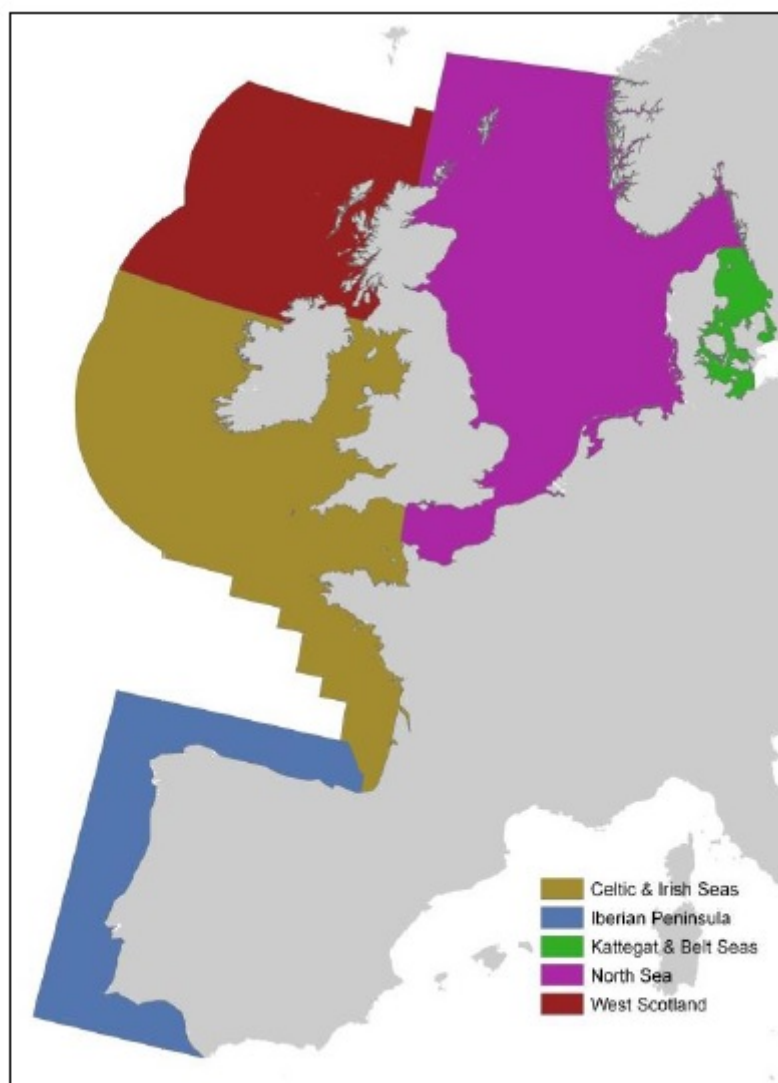 Celtic & Irish Seas
Iberian Peninsula
Kattegat & Belt Seas
North Sea
West Scotland